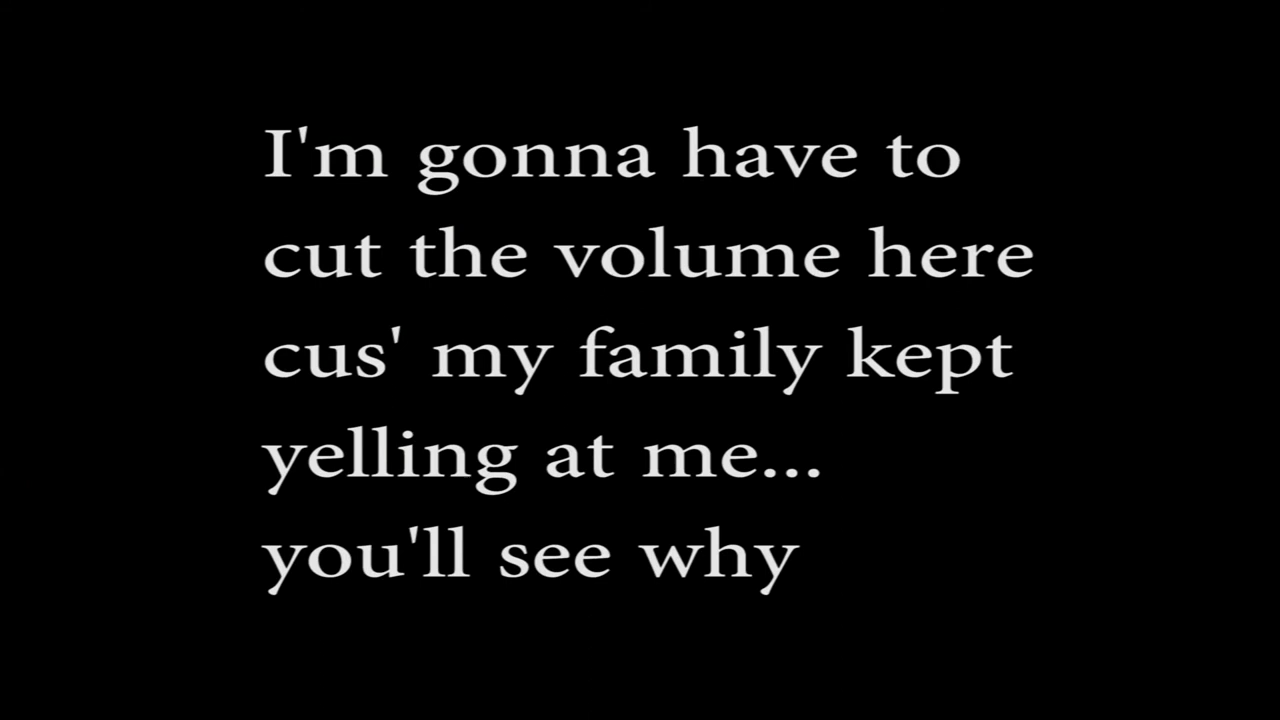 I'm gonna have to
cut the volume here
cus' my family kept
yelling at me...
you'll see why